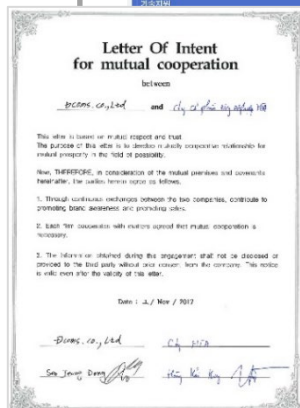 Letter Of Intent
for mutual cooperation
between
and
This letter is based on mutual respect and trust.
The purpose of this letter is to develop mutually cooperative relationship for
mutual prosperity in the field of possibility.
Now, THEREFORE, in consideration of the mutual premises and covenants
hereinafter, the parties hereto agree as follows.
1. Through continuous exchanges between the two companies, contribute to
promoting brand awareness and promoting sales.
2. Each firm cooperates with matters agreed that mutual cooperation is
necessary.
3. The information obtained during the engagement shall not be disclosed or
provided to the third party without prior consent from the company. This notice
is valid even after the validity of this letter.
Date : / Nov / 2017